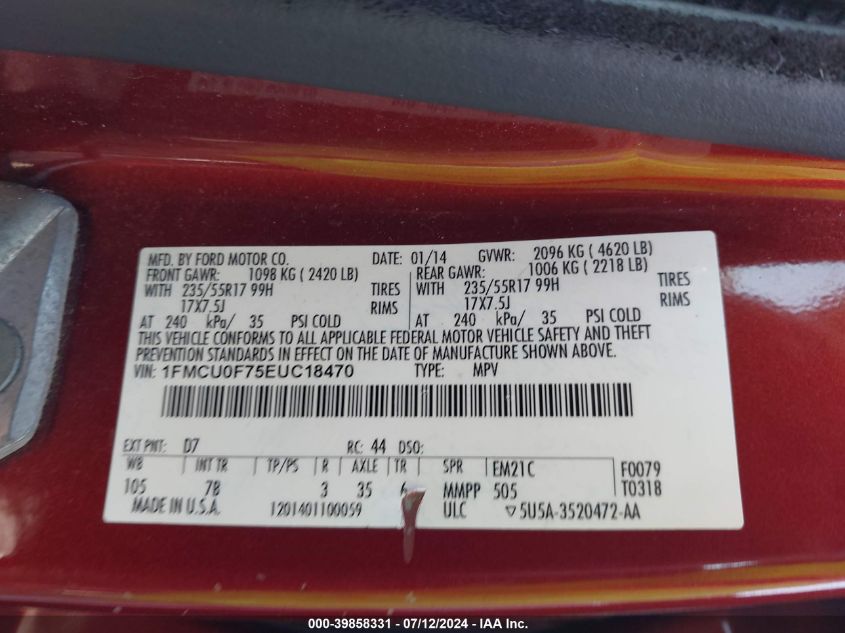 MFD. BY FORD MOTOR CO. DATE: 01/14 GVWR: 2096 KG ( 4620 LB)
FRONT GAWR: 1098 KG ( 2420 LB) REAR GAWR: 1006 KG ( 2218 LB)
WITH 235/55R17 99H TIRES WITH 235/55R17 99H TIRES
17X7.5J RIMS 17X7.5J RIMS
AT 240 kPa/ 35 PSI COLD AT 240 kPa/ 35 PSI COLD
THIS VEHICLE CONFORMS TO ALL APPLICABLE FEDERAL MOTOR VEHICLE SAFETY AND THEFT
PREVENTION STANDARDS IN EFFECT ON THE DATE OF MANUFACTURE SHOWN ABOVE.
VIN: 1FMCU0F75EUC18470 TYPE: MPV
EXT PNT: D7 RC: 44 DSO:
WB INT TR TP/PS R AXLE TR SPR EM21C F0079
105 7B 3 35 6 MMPP 505 T0318
MADE IN U.S.A. 1201401100059 ULC ▽5U5A-3520472-AA
000-39858331 / 07/12/2024 - IAA Inc.